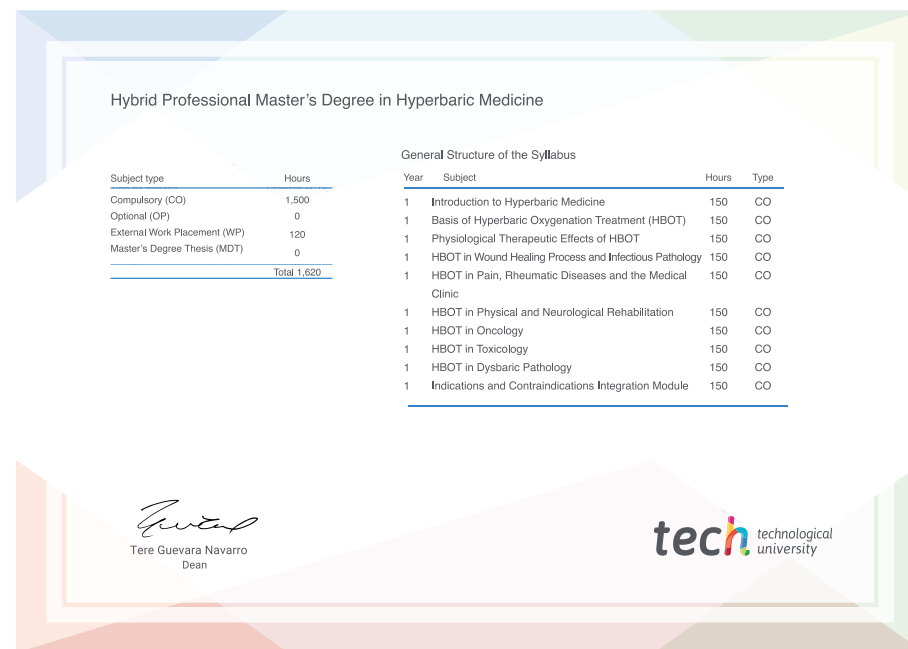 Hybrid Professional Master's Degree in Hyperbaric Medicine
Subject type Hours
Compulsory (CO) 1,500
Optional (OP) 0
External Work Placement (WP) 120
Master's Degree Thesis (MDT) 0
Total 1,620
General Structure of the Syllabus
Year Subject Hours Type
1 Introduction to Hyperbaric Medicine 150 CO
1 Basis of Hyperbaric Oxygenation Treatment (HBOT) 150 CO
1 Physiological Therapeutic Effects of HBOT 150 CO
1 HBOT in Wound Healing Process and Infectious Pathology 150 CO
1 HBOT in Pain, Rheumatic Diseases and the Medical 150 CO
Clinic
1 HBOT in Physical and Neurological Rehabilitation 150 CO
1 HBOT in Oncology 150 CO
1 HBOT in Toxicology 150 CO
1 HBOT in Dysbaric Pathology 150 CO
1 Indications and Contraindications Integration Module 150 CO
Tere Guevara Navarro
Dean
tech technological
university